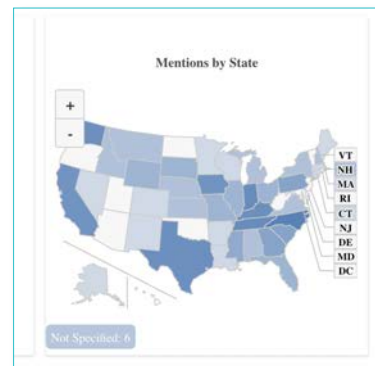 Mentions by State
+
-
VT
NH
MA
RI
CT
NJ
DE
MD
DC
Not Specified: 6